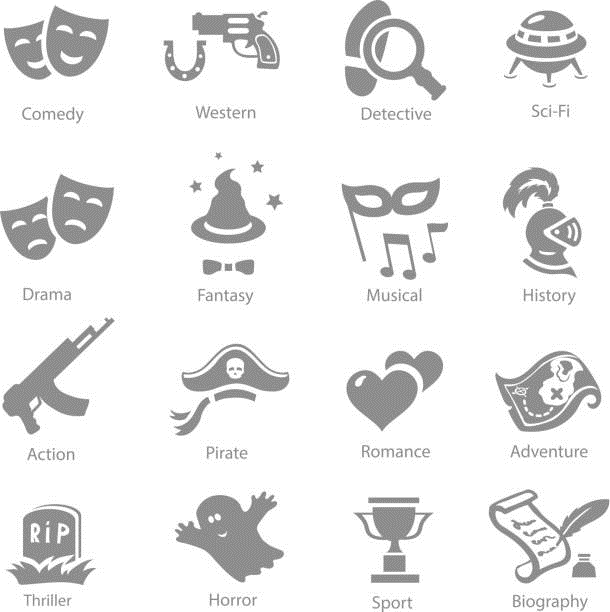 Comedy
Western
Detective
Sci-Fi
Drama
Fantasy
Musical
History
Action
Pirate
Romance
Adventure
RiP
Thriller
Horror
Sport
Biography